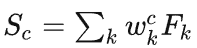 $S_c = \sum_k w_k^c F_k$